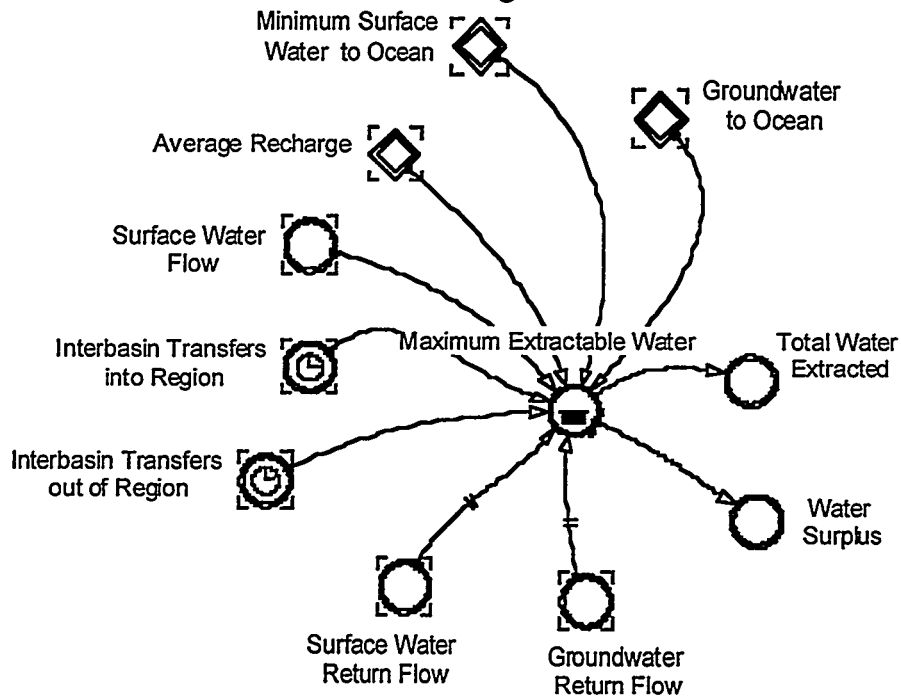 Minimum Surface
Water to Ocean
Groundwater
to Ocean
Average Recharge
Surface Water
Flow
Interbasin Transfers
into Region
Maximum Extractable Water
Total Water
Extracted
Interbasin Transfers
out of Region
Water
Surplus
Surface Water
Return Flow
Groundwater
Return Flow